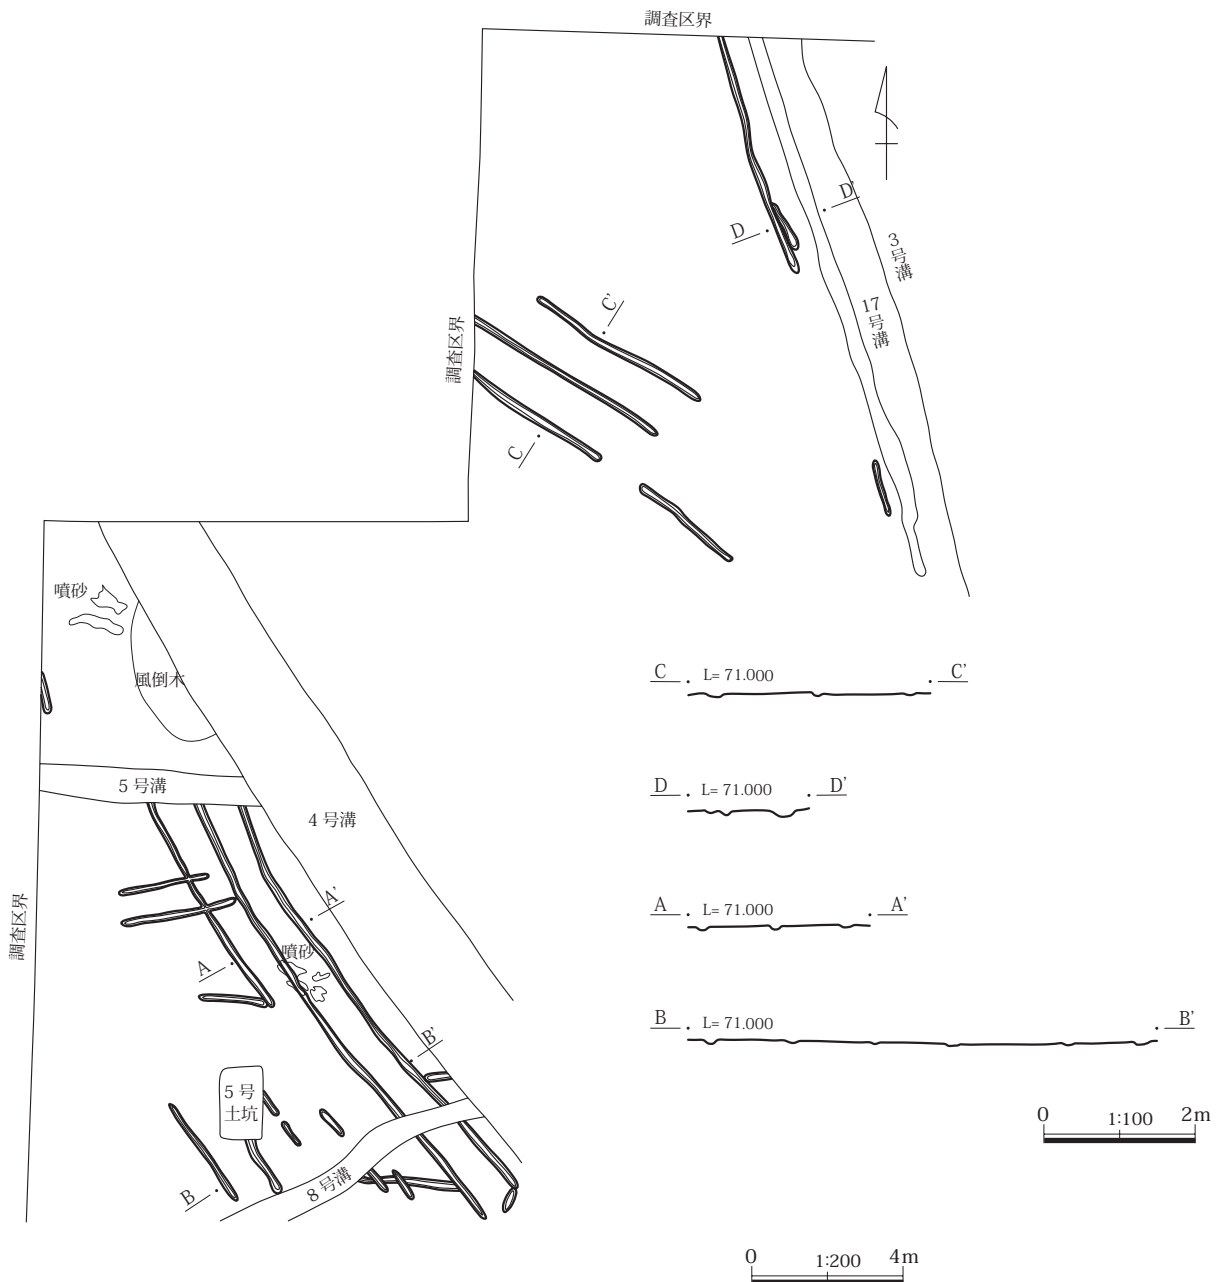 調査区界
D'
D
3号溝
17号溝
C'
調査区界
C
噴砂
風倒木
C L= 71.000 C'
D L= 71.000 D'
5号溝
4号溝
調査区界
A'
A L= 71.000 A'
噴砂
A
B'
B L= 71.000 B'
5号
土坑
0 1:100 2m
8号溝
B
0 1:200 4m